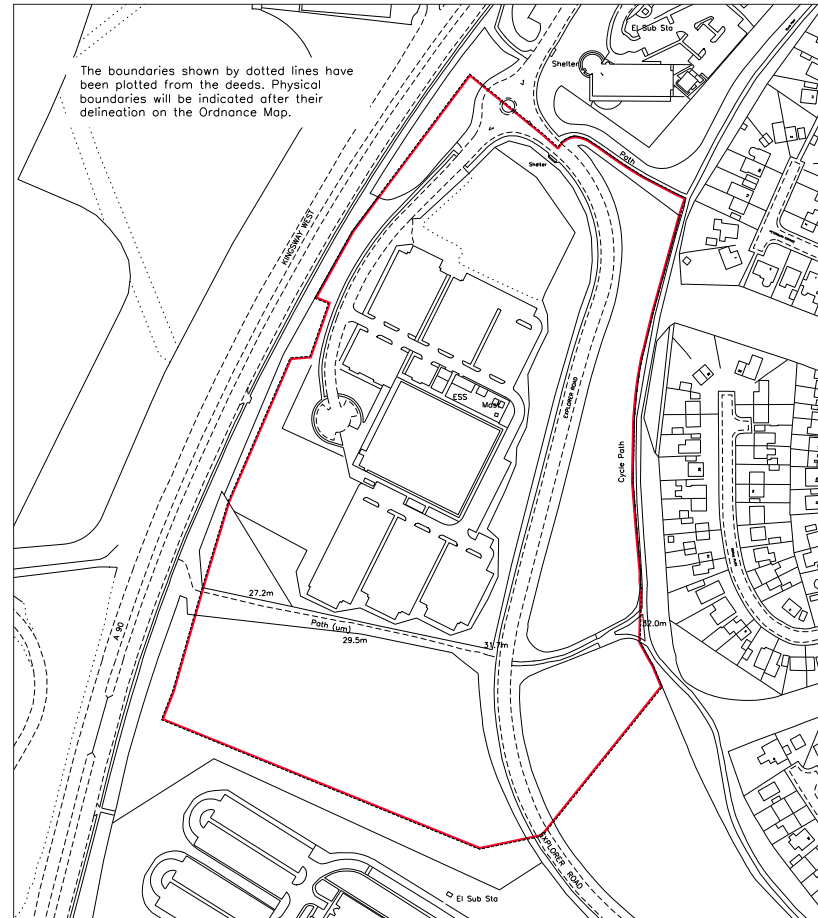 The boundaries shown by dotted lines have
been plotted from the deeds. Physical
boundaries will be indicated after their
delineation on the Ordnance Map.
El Sub Sta
Shelter
Path
Shelter
KINGSWAY WEST
EXPLORER ROAD
ESS
Mast
Cycle Path
27.2m
Path (um)
29.5m
31.7m
32.0m
A 90
EXPLORER ROAD
El Sub Sta